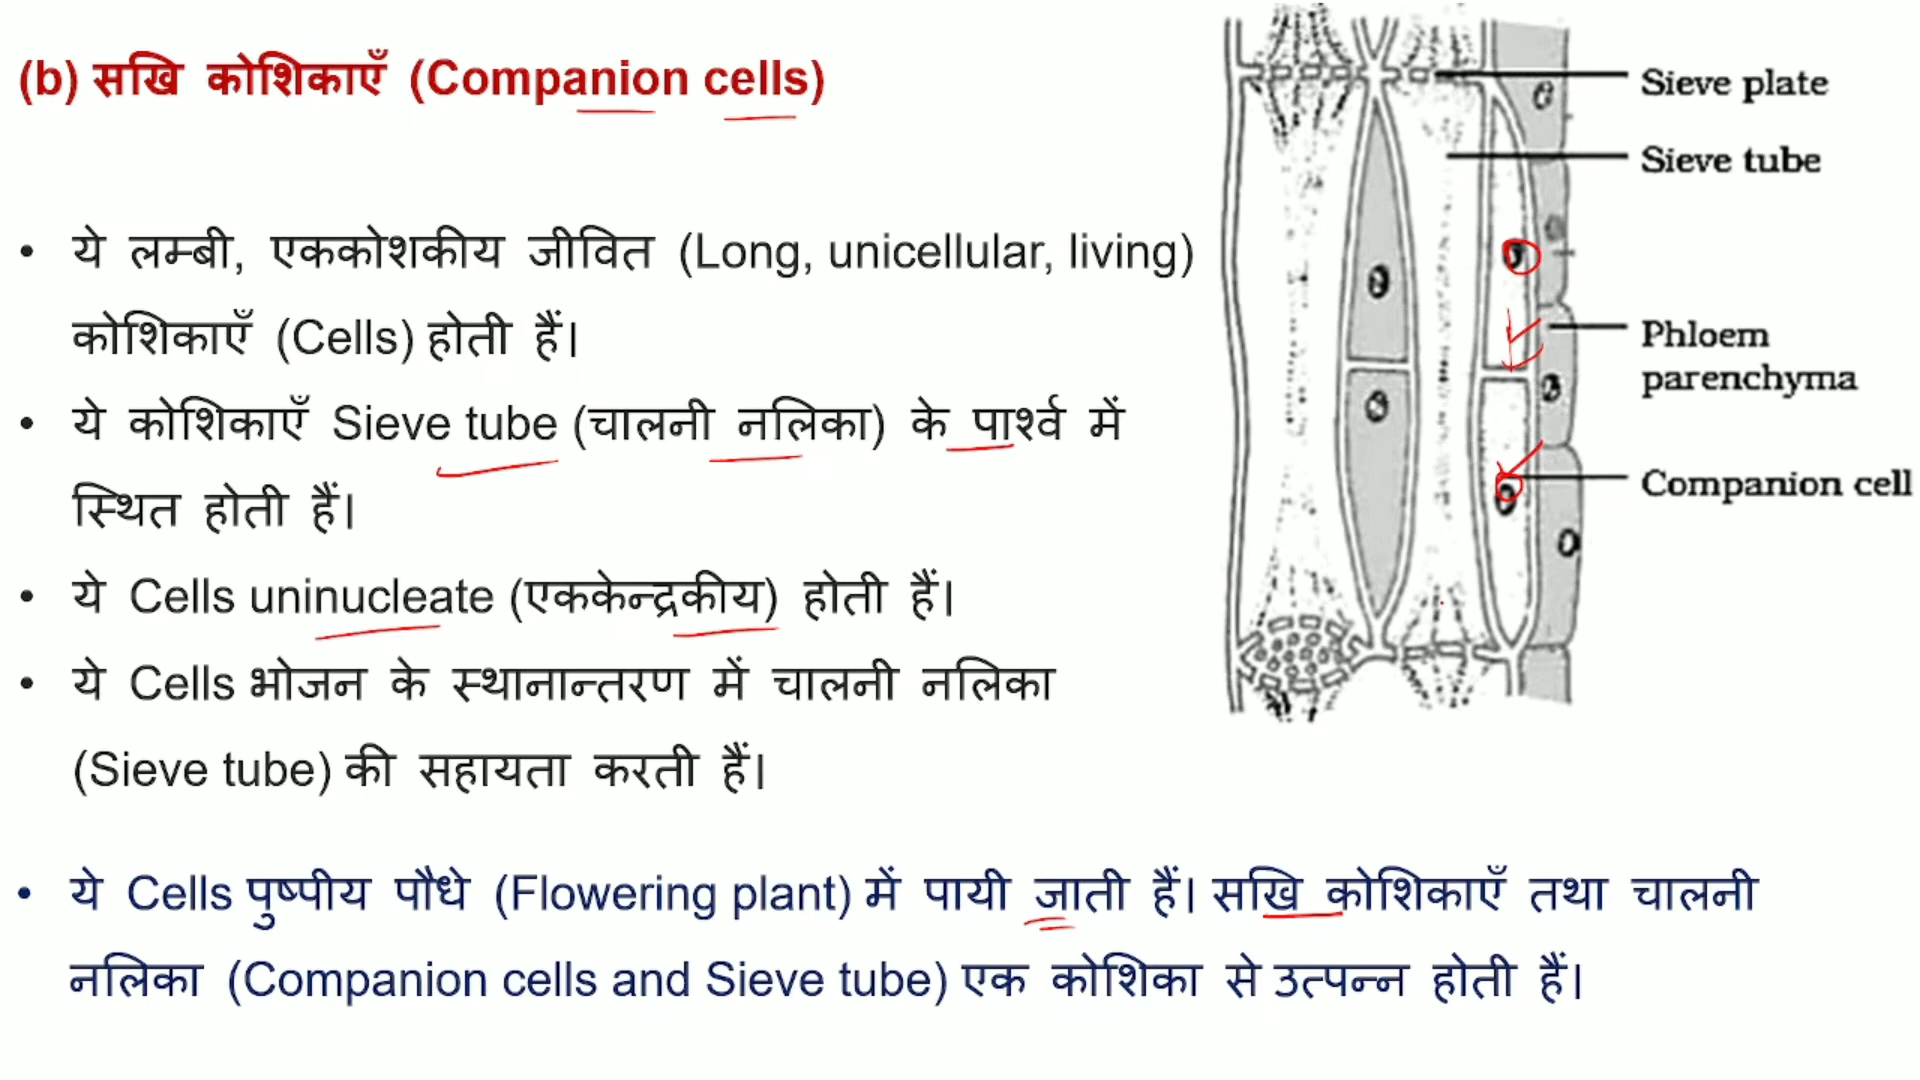 (b) सखि कोशिकाएँ (Companion cells)
• ये लम्बी, एककोशकीय जीवित (Long, unicellular, living)
कोशिकाएँ (Cells) होती हैं।
• ये कोशिकाएँ Sieve tube (चालनी नलिका) के पार्श्व में
स्थित होती हैं।
• ये Cells uninucleate (एककेन्द्रकीय) होती हैं।
• ये Cells भोजन के स्थानान्तरण में चालनी नलिका
(Sieve tube) की सहायता करती हैं।
• ये Cells पुष्पीय पौधे (Flowering plant) में पायी जाती हैं। सखि कोशिकाएँ तथा चालनी
नलिका (Companion cells and Sieve tube) एक कोशिका से उत्पन्न होती हैं।
Sieve plate
Sieve tube
Phloem
parenchyma
Companion cell